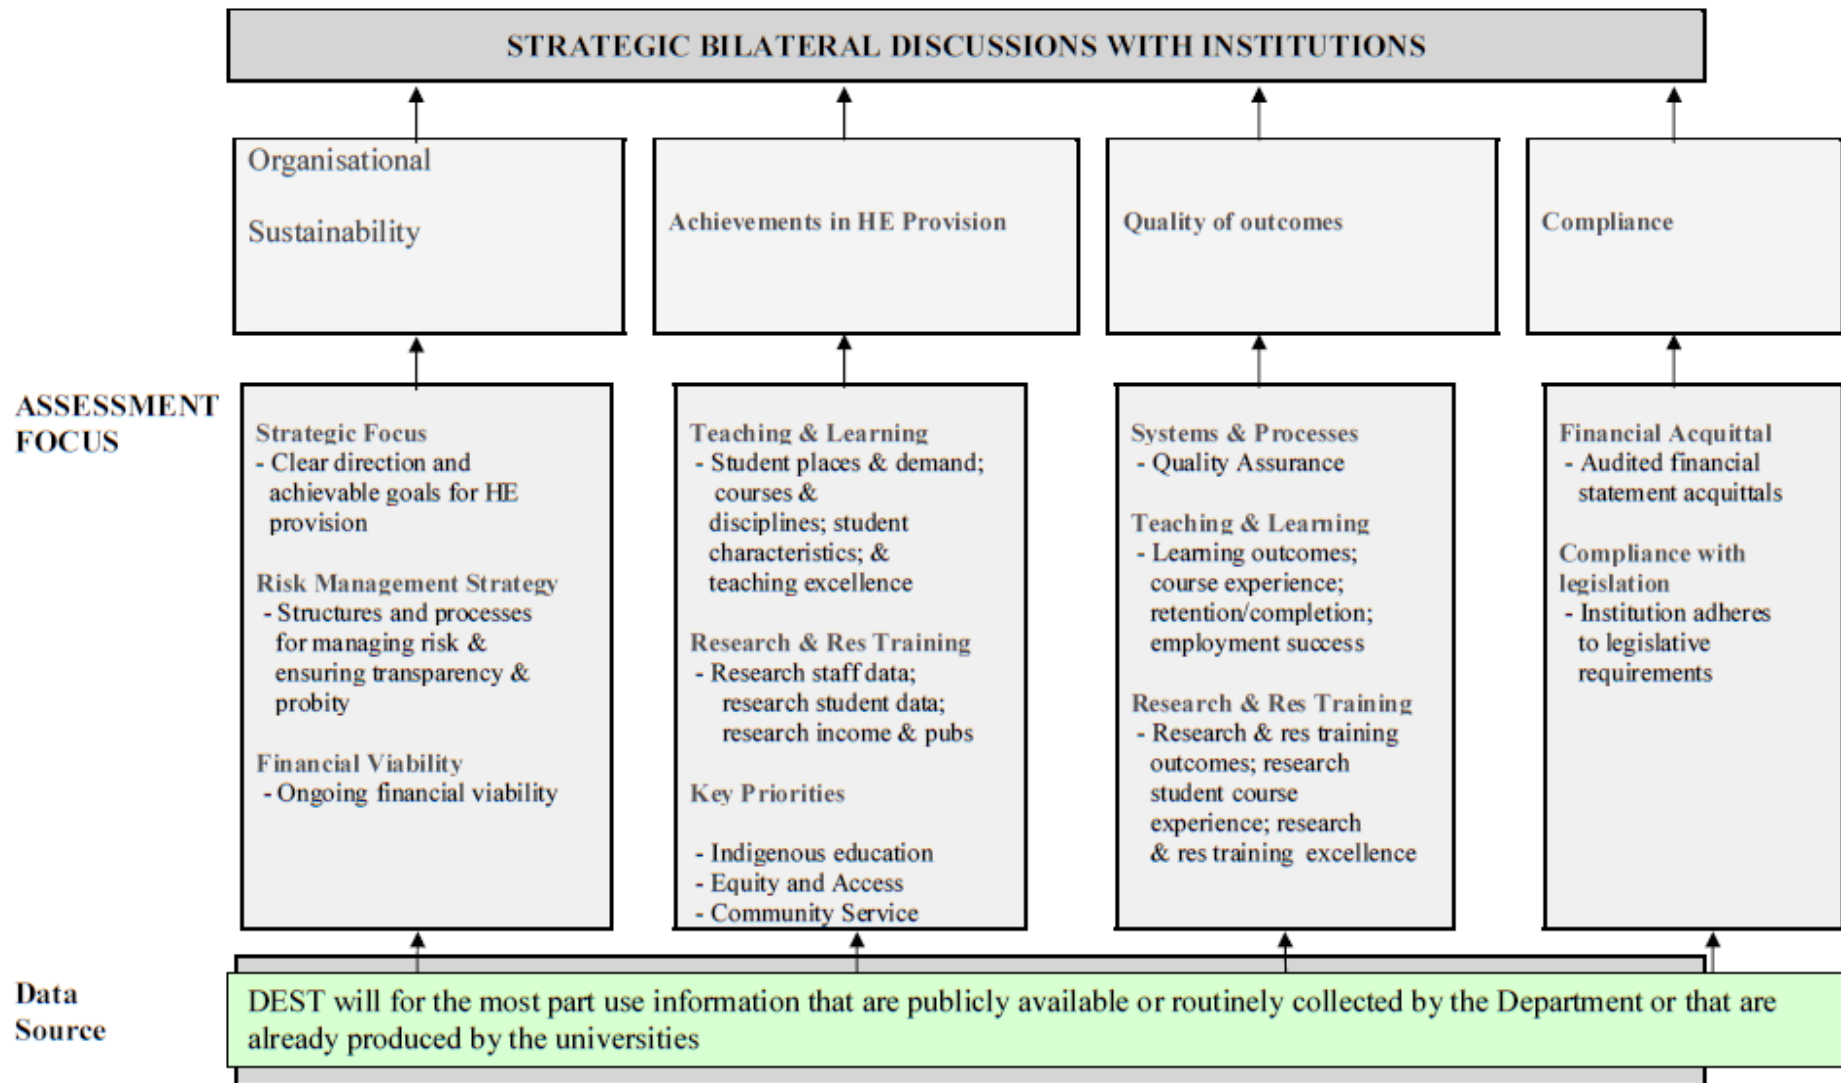 STRATEGIC BILATERAL DISCUSSIONS WITH INSTITUTIONS
Organisational
Sustainability
Achievements in HE Provision
Quality of outcomes
Compliance
ASSESSMENT
FOCUS
Strategic Focus
- Clear direction and
achievable goals for HE
provision
Risk Management Strategy
- Structures and processes
for managing risk &
ensuring transparency &
probity
Financial Viability
- Ongoing financial viability
Teaching & Learning
- Student places & demand;
courses &
disciplines; student
characteristics; &
teaching excellence
Research & Res Training
- Research staff data;
research student data;
research income & pubs
Key Priorities
- Indigenous education
- Equity and Access
- Community Service
Systems & Processes
- Quality Assurance
Teaching & Learning
- Learning outcomes;
course experience;
retention/completion;
employment success
Research & Res Training
- Research & res training
outcomes; research
student course
experience; research
& res training excellence
Financial Acquittal
- Audited financial
statement acquittals
Compliance with
legislation
- Institution adheres
to legislative
requirements
Data
Source
DEST will for the most part use information that are publicly available or routinely collected by the Department or that are
already produced by the universities